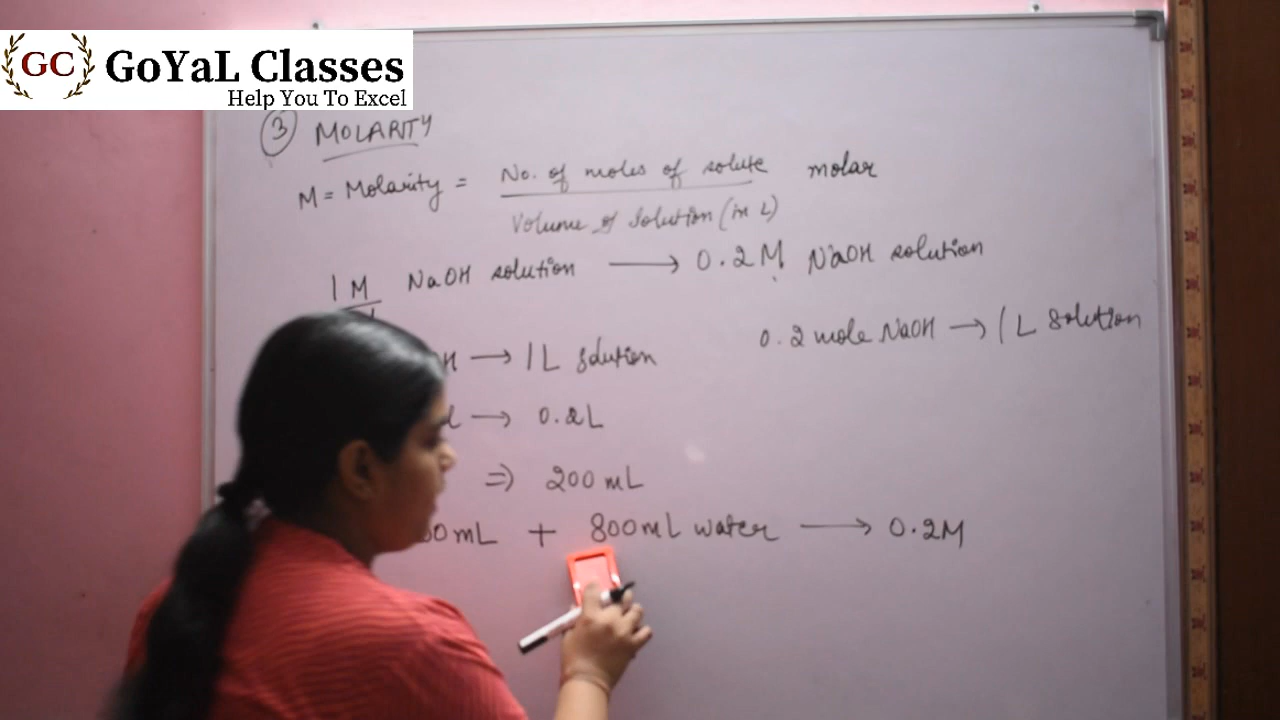 GC GoYaL Classes
Help You To Excel
③ MOLARITY
M = Molarity = No. of moles of solute molar
Volume of Solution (in L)
1 M NaOH solution ⟶ 0.2 M NaOH solution
0.2 mole NaOH → 1 L Solution
H → 1 L solution
→ 0.2L
⇒ 200 mL
00 mL + 800 mL water ⟶ 0.2M